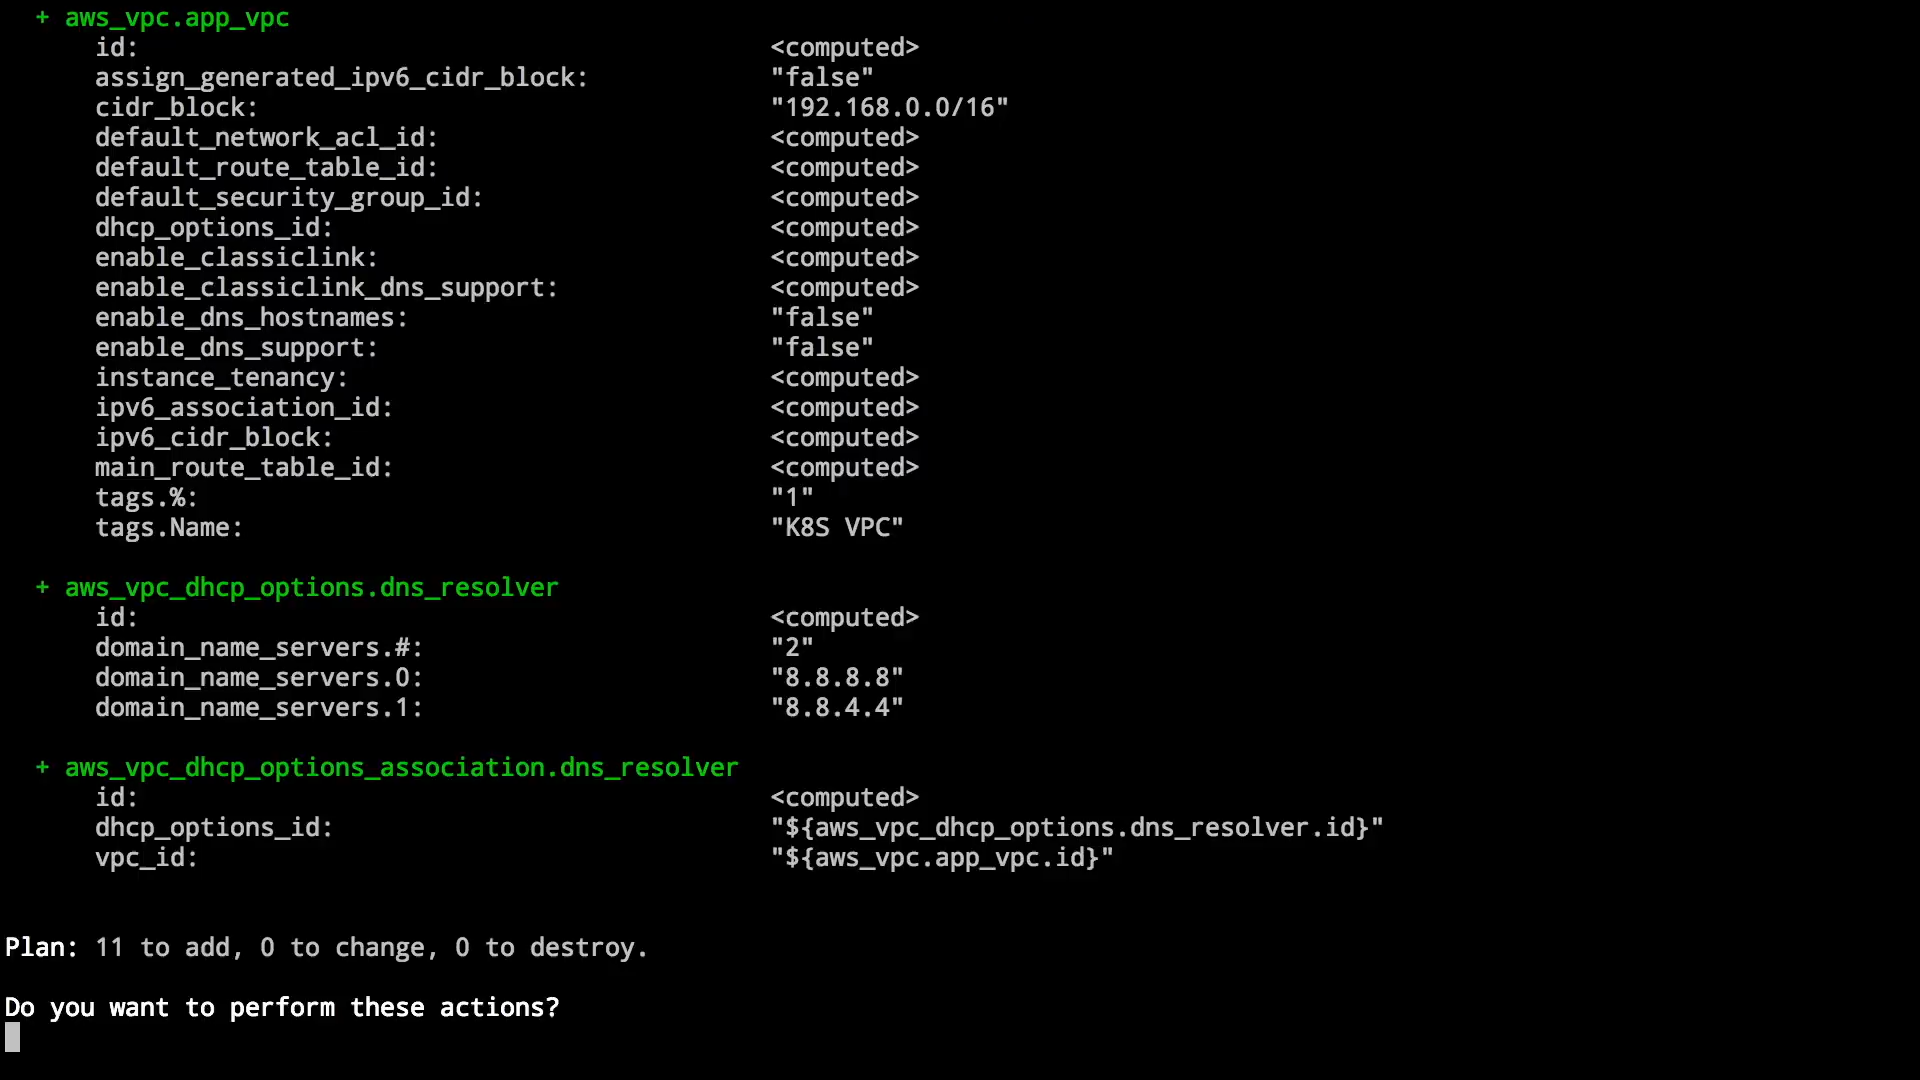 + aws_vpc.app_vpc
id: <computed>
assign_generated_ipv6_cidr_block: "false"
cidr_block: "192.168.0.0/16"
default_network_acl_id: <computed>
default_route_table_id: <computed>
default_security_group_id: <computed>
dhcp_options_id: <computed>
enable_classiclink: <computed>
enable_classiclink_dns_support: <computed>
enable_dns_hostnames: "false"
enable_dns_support: "false"
instance_tenancy: <computed>
ipv6_association_id: <computed>
ipv6_cidr_block: <computed>
main_route_table_id: <computed>
tags.%: "1"
tags.Name: "K8S VPC"
+ aws_vpc_dhcp_options.dns_resolver
id: <computed>
domain_name_servers.#: "2"
domain_name_servers.0: "8.8.8.8"
domain_name_servers.1: "8.8.4.4"
+ aws_vpc_dhcp_options_association.dns_resolver
id: <computed>
dhcp_options_id: "${aws_vpc_dhcp_options.dns_resolver.id}"
vpc_id: "${aws_vpc.app_vpc.id}"
Plan: 11 to add, 0 to change, 0 to destroy.
Do you want to perform these actions?